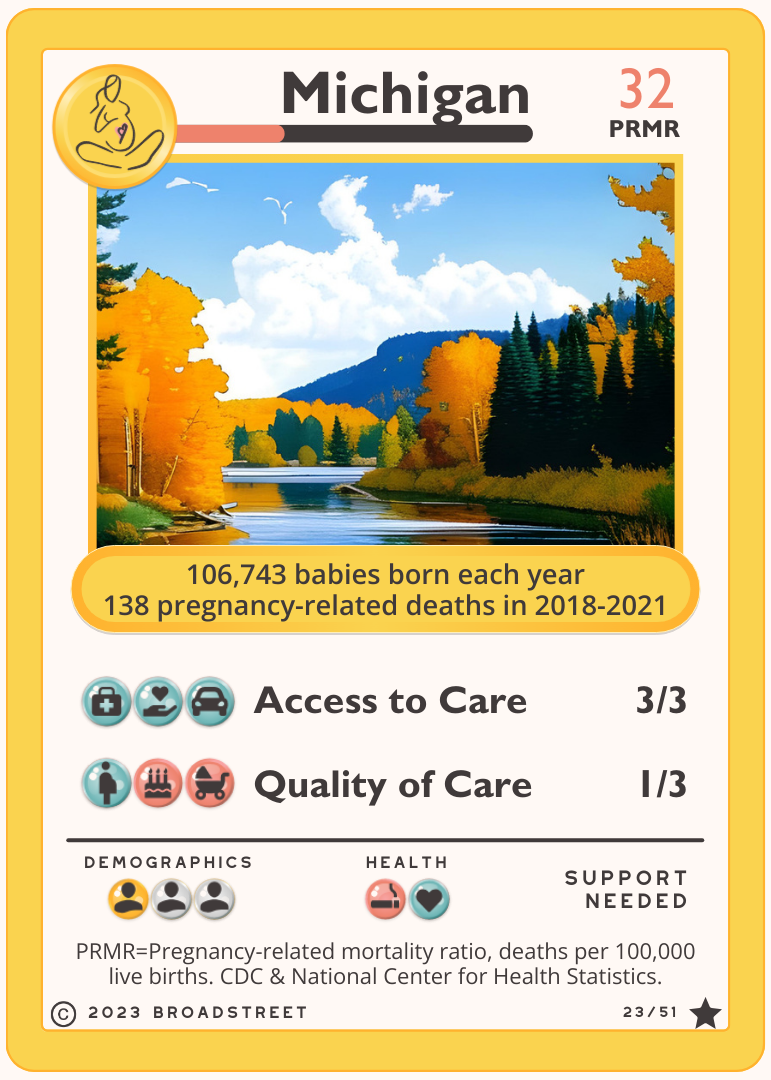 Michigan
32
PRMR
106,743 babies born each year
138 pregnancy-related deaths in 2018-2021
Access to Care 3/3
Quality of Care 1/3
DEMOGRAPHICS
HEALTH
SUPPORT
NEEDED
PRMR=Pregnancy-related mortality ratio, deaths per 100,000
live births. CDC & National Center for Health Statistics.
© 2023 BROADSTREET
23/51